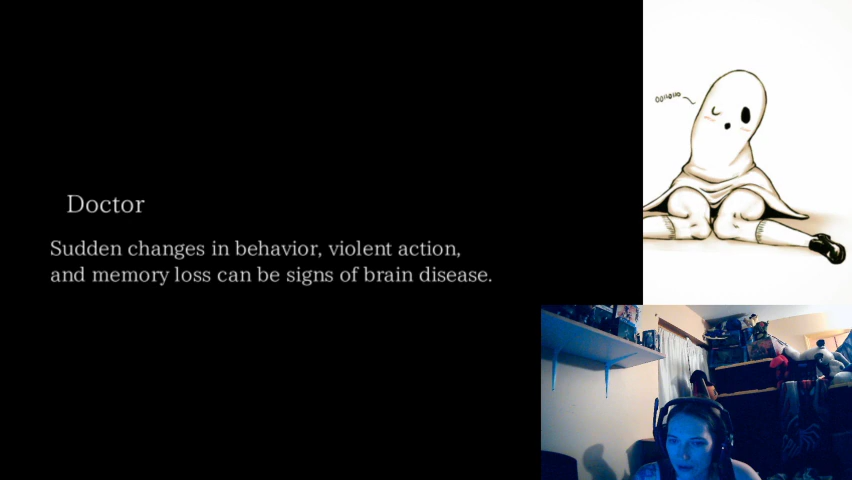 Doctor
Sudden changes in behavior, violent action,
and memory loss can be signs of brain disease.